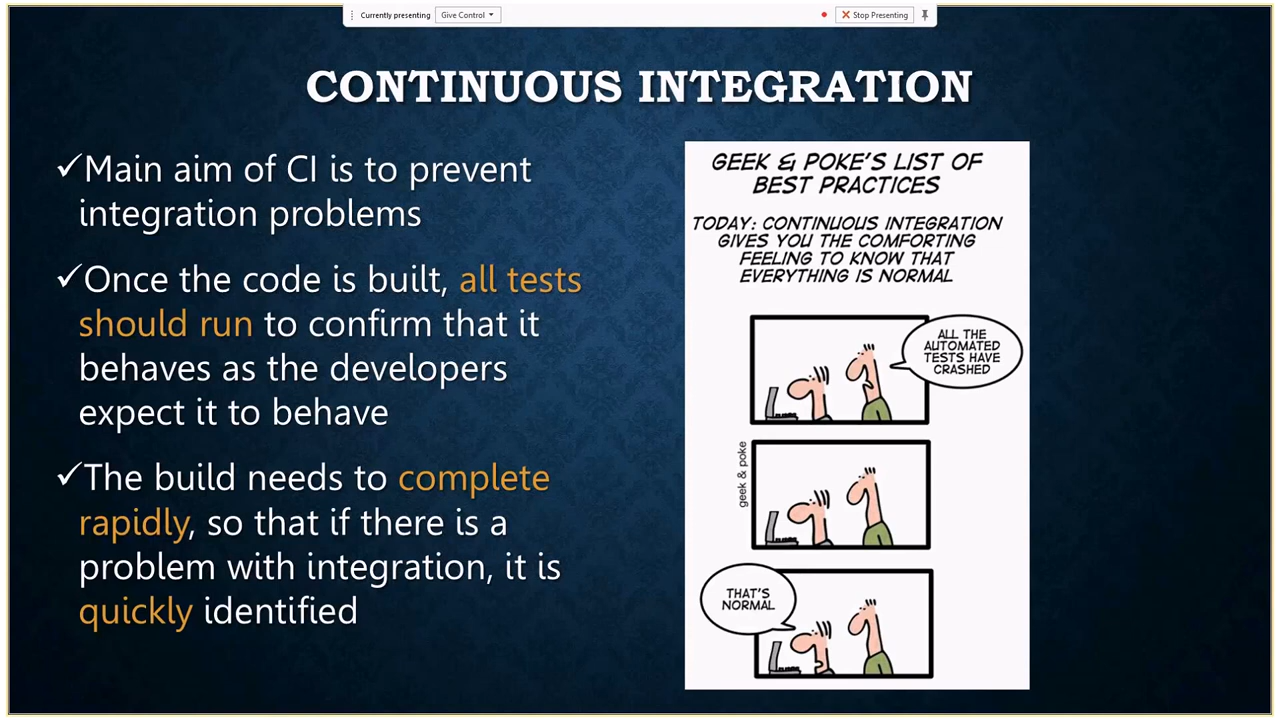 Currently presenting Give Control Stop Presenting
CONTINUOUS INTEGRATION
✓Main aim of CI is to prevent
integration problems
✓Once the code is built, all tests
should run to confirm that it
behaves as the developers
expect it to behave
✓The build needs to complete
rapidly, so that if there is a
problem with integration, it is
quickly identified
GEEK & POKE'S LIST OF
BEST PRACTICES
TODAY: CONTINUOUS INTEGRATION
GIVES YOU THE COMFORTING
FEELING TO KNOW THAT
EVERYTHING IS NORMAL
ALL THE
AUTOMATED
TESTS HAVE
CRASHED
geek & poke
THAT'S
NORMAL